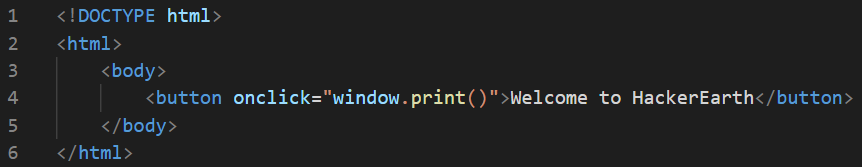 1 <!DOCTYPE html>
2 <html>
3     <body>
4         <button onclick="window.print()">Welcome to HackerEarth</button>
5     </body>
6 </html>